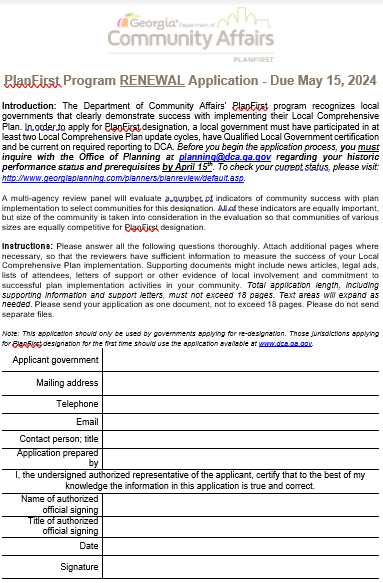 Georgia® Department of
Community Affairs
PLANFIRST
PlanFirst Program RENEWAL Application - Due May 15, 2024
Introduction: The Department of Community Affairs' PlanFirst program recognizes local
governments that clearly demonstrate success with implementing their Local Comprehensive
Plan. In order to apply for PlanFirst designation, a local government must have participated in at
least two Local Comprehensive Plan update cycles, have Qualified Local Government certification
and be current on required reporting to DCA. Before you begin the application process, you must
inquire with the Office of Planning at planning@dca.ga.gov regarding your historic
performance status and prerequisites by April 15th. To check your current status, please visit:
http://www.georgiaplanning.com/planners/planreview/default.asp.
A multi-agency review panel will evaluate a number of indicators of community success with plan
implementation to select communities for this designation. All of these indicators are equally important,
but size of the community is taken into consideration in the evaluation so that communities of various
sizes are equally competitive for PlanFirst designation.
Instructions: Please answer all the following questions thoroughly. Attach additional pages where
necessary, so that the reviewers have sufficient information to measure the success of your Local
Comprehensive Plan implementation. Supporting documents might include news articles, legal ads,
lists of attendees, letters of support or other evidence of local involvement and commitment to
successful plan implementation activities in your community. Total application length, including
supporting information and support letters, must not exceed 18 pages. Text areas will expand as
needed. Please send your application as one document, not to exceed 18 pages. Please do not send
separate files.
Note: This application should only be used by governments applying for re-designation. Those jurisdictions applying
for PlanFirst designation for the first time should use the application available at www.dca.ga.gov.
Applicant government
Mailing address
Telephone
Email
Contact person; title
Application prepared
by
I, the undersigned authorized representative of the applicant, certify that to the best of my
knowledge the information in this application is true and correct.
Name of authorized
official signing
Title of authorized
official signing
Date
Signature